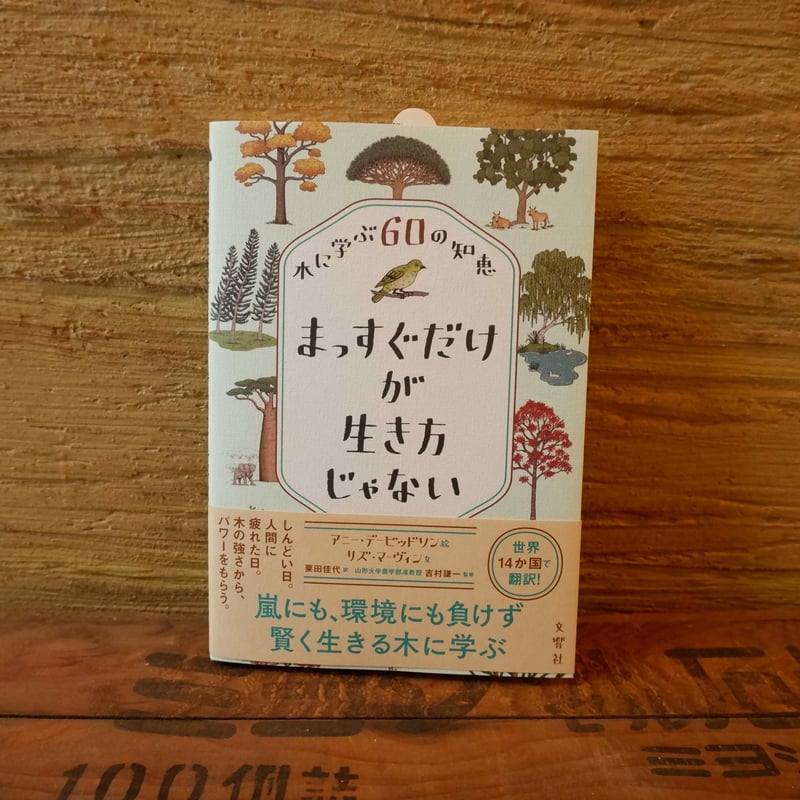 木に学ぶ60の知恵
まっすぐだけ
が
生き方
じゃない
しんどい日。
人間に
疲れた日。
木の強さから、
パワーをもらう。
アニー・デービッドソン 絵
リズ・マーヴィン 文
栗田佳代 訳 山形大学農学部准教授 吉村謙一 監修
世界
14か国で
翻訳!
嵐にも、環境にも負けず
賢く生きる木に学ぶ
文響社
100個詰